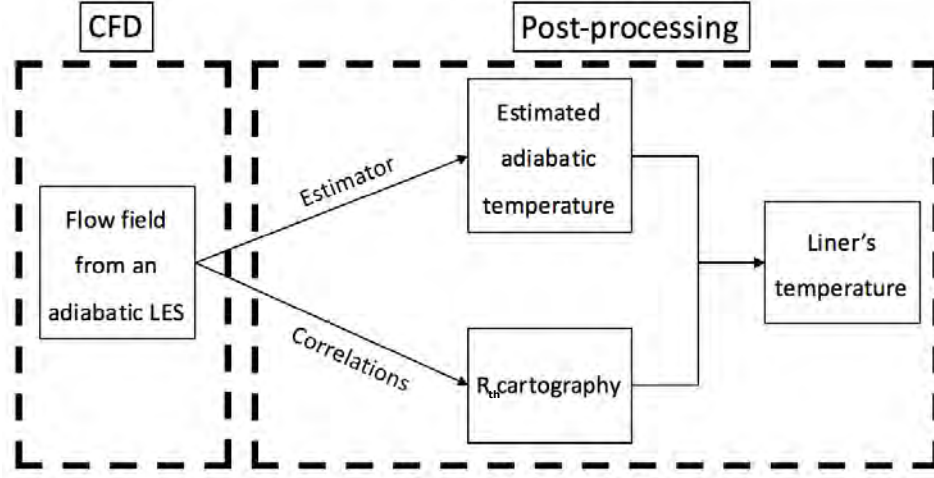 CFD
Post-processing
Flow field
from an
adiabatic LES
Estimator
Correlations
Estimated
adiabatic
temperature
Rth cartography
Liner's
temperature